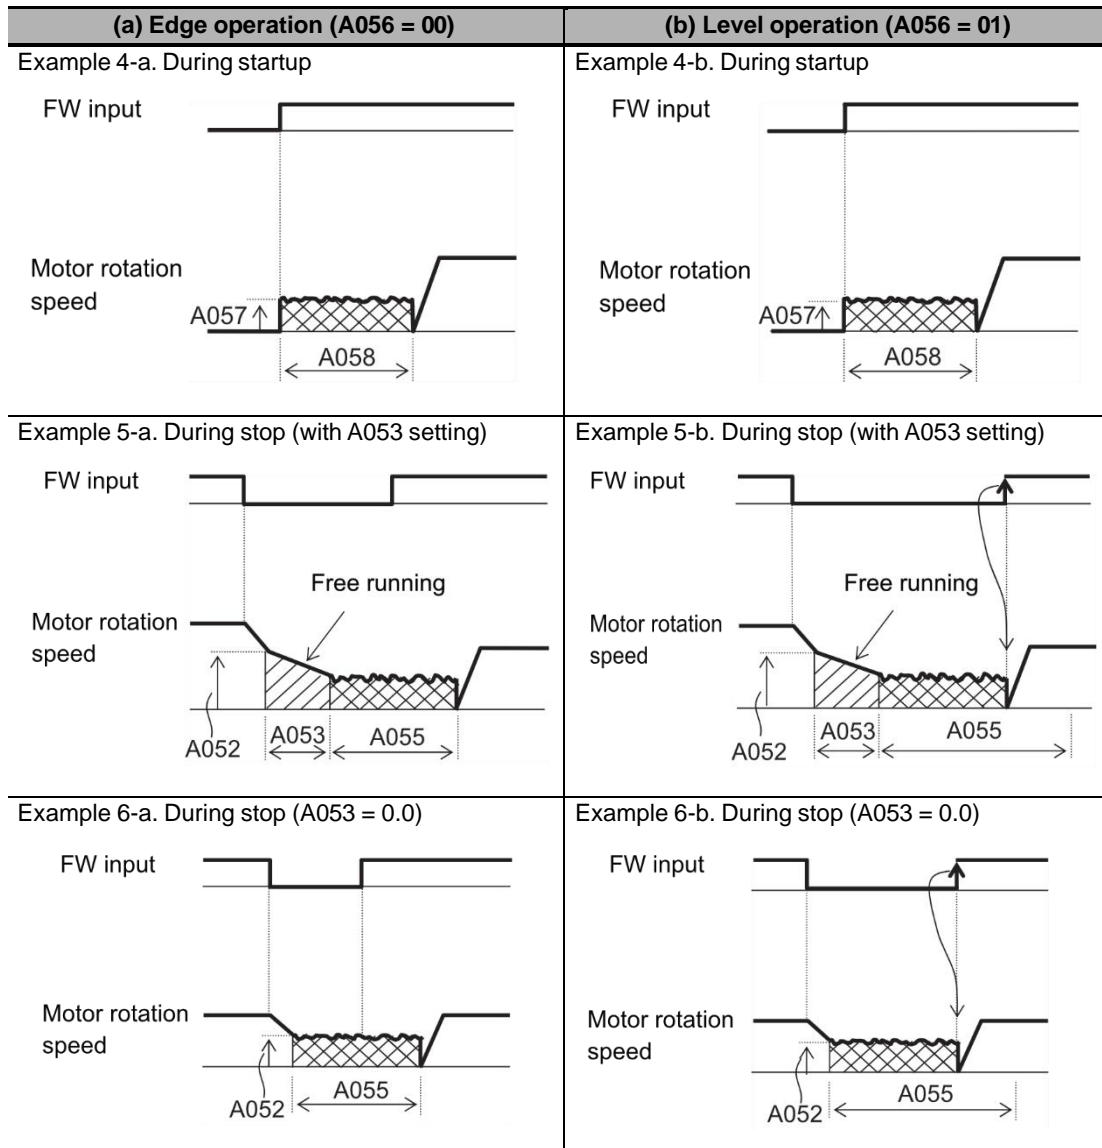 (a) Edge operation (A056 = 00)
(b) Level operation (A056 = 01)
Example 4-a. During startup
FW input
Motor rotation
speed
A057
A058
Example 4-b. During startup
FW input
Motor rotation
speed
A057
A058
Example 5-a. During stop (with A053 setting)
FW input
Free running
Motor rotation
speed
A052
A053
A055
Example 5-b. During stop (with A053 setting)
FW input
Free running
Motor rotation
speed
A052
A053
A055
Example 6-a. During stop (A053 = 0.0)
FW input
Motor rotation
speed
A052
A055
Example 6-b. During stop (A053 = 0.0)
FW input
Motor rotation
speed
A052
A055